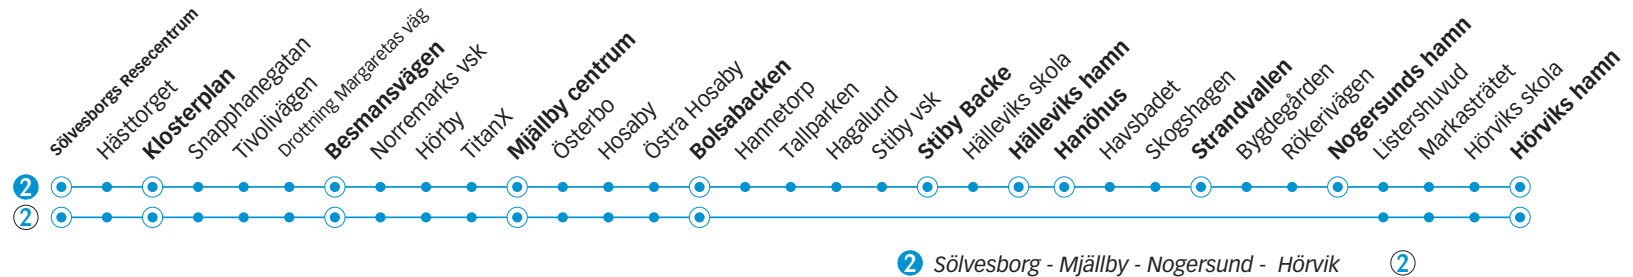 Sölvesborgs Resecentrum
Hästtorget
Klosterplan
Snapphanegatan
Tivolivägen
Drottning Margaretas väg
Besmansvägen
Norremarks vsk
Hörby
TitanX
Mjällby centrum
Österbo
Hosaby
Östra Hosaby
Bolsabacken
Hannetorp
Tallparken
Hagalund
Stiby vsk
Stiby Backe
Hälleviks skola
Hälleviks hamn
Hanöhus
Havsbadet
Skogshagen
Strandvallen
Bygdegården
Rökerivägen
Nogersunds hamn
Listershuvud
Markasträtet
Hörviks skola
Hörviks hamn
2
2
2 Sölvesborg - Mjällby - Nogersund - Hörvik 2